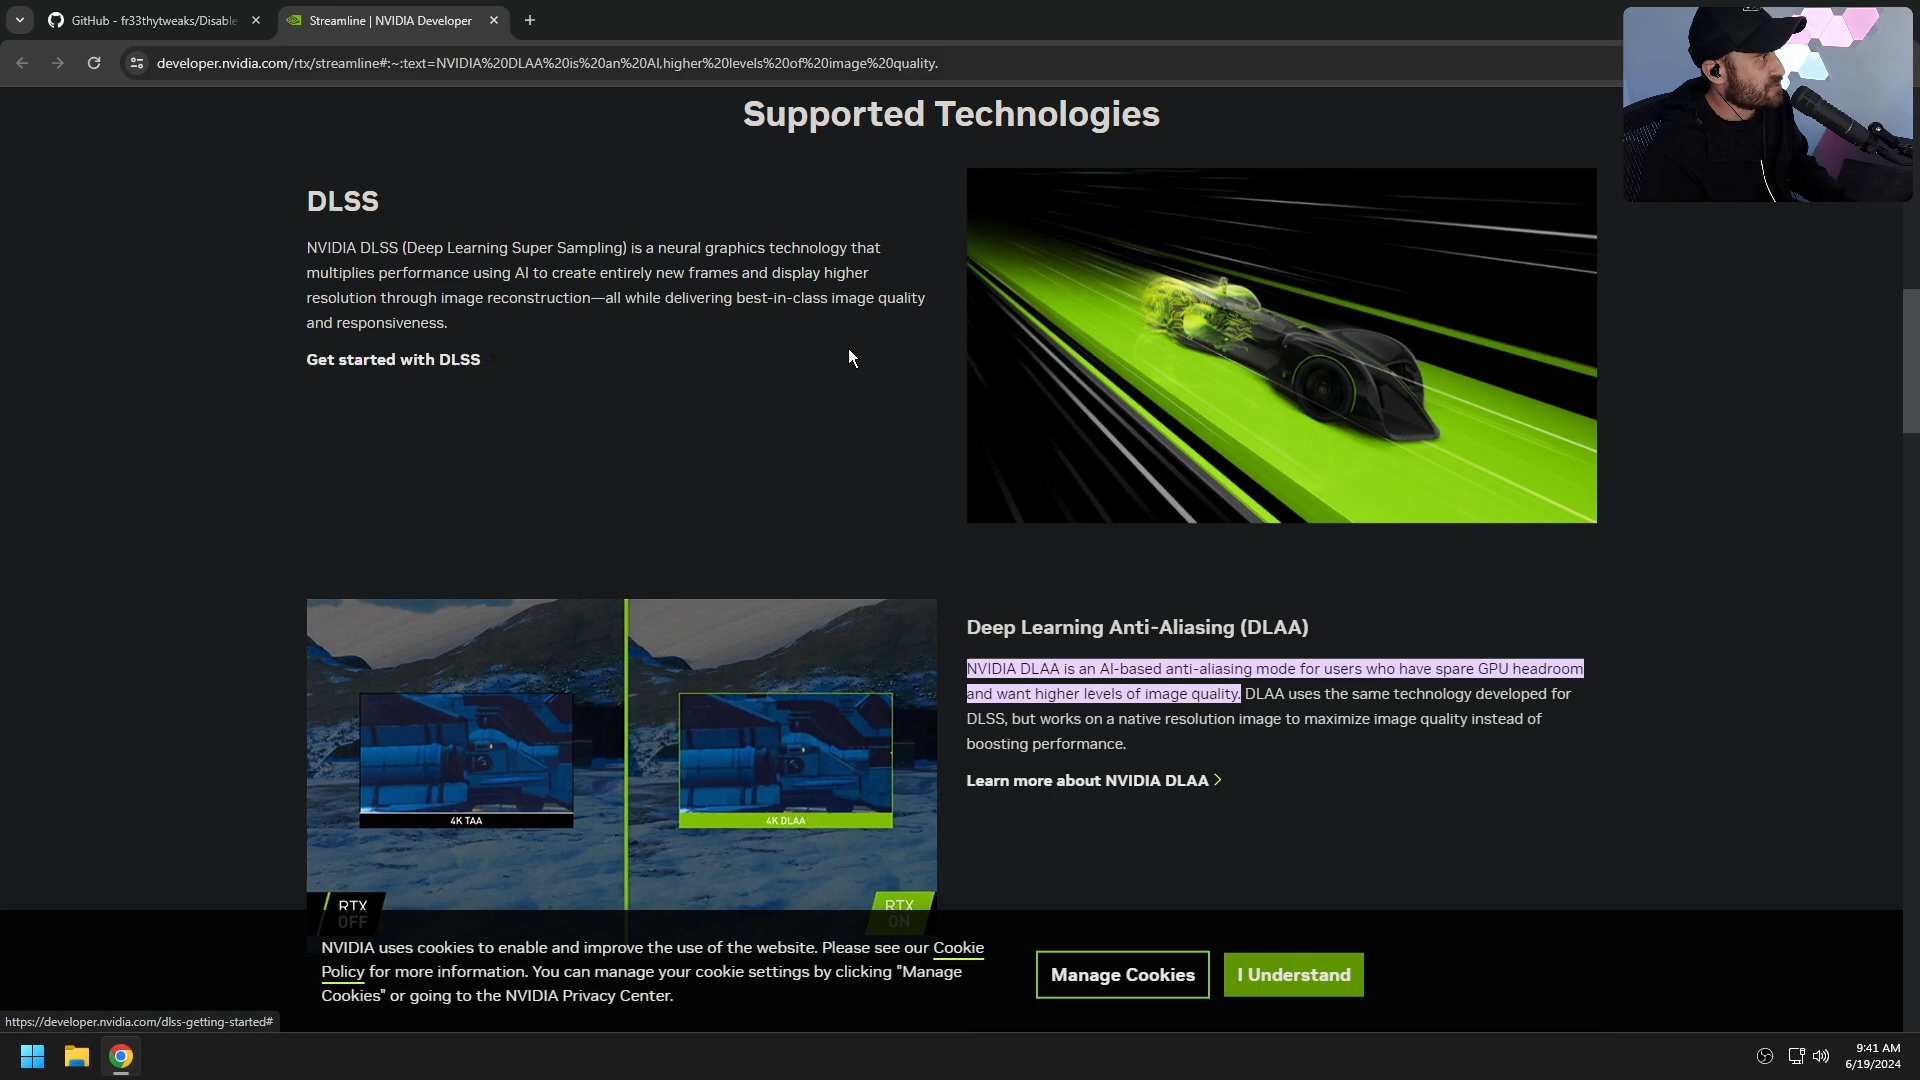 GitHub - fr33thytweaks/Disable
Streamline | NVIDIA Developer
developer.nvidia.com/rtx/streamline#:~:text=NVIDIA%20DLAA%20is%20an%20AI,higher%20levels%20of%20image%20quality.
Supported Technologies
DLSS
NVIDIA DLSS (Deep Learning Super Sampling) is a neural graphics technology that
multiplies performance using AI to create entirely new frames and display higher
resolution through image reconstruction—all while delivering best-in-class image quality
and responsiveness.
Get started with DLSS
Deep Learning Anti-Aliasing (DLAA)
NVIDIA DLAA is an AI-based anti-aliasing mode for users who have spare GPU headroom
and want higher levels of image quality. DLAA uses the same technology developed for
DLSS, but works on a native resolution image to maximize image quality instead of
boosting performance.
Learn more about NVIDIA DLAA
4K TAA
4K DLAA
RTX
OFF
RTX
ON
NVIDIA uses cookies to enable and improve the use of the website. Please see our Cookie
Policy for more information. You can manage your cookie settings by clicking "Manage
Cookies" or going to the NVIDIA Privacy Center.
Manage Cookies
I Understand
https://developer.nvidia.com/dlss-getting-started#
9:41 AM
6/19/2024